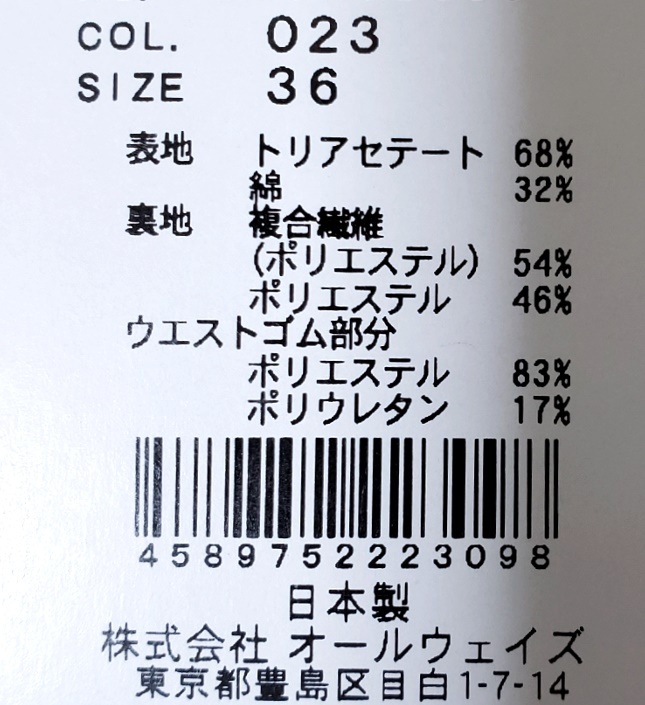 COL. 023
SIZE 36
表地 トリアセテート 68%
綿 32%
裏地 複合繊維
(ポリエステル) 54%
ポリエステル 46%
ウエストゴム部分
ポリエステル 83%
ポリウレタン 17%
4589752223098
日本製
株式会社 オールウェイズ
東京都豊島区目白1-7-14